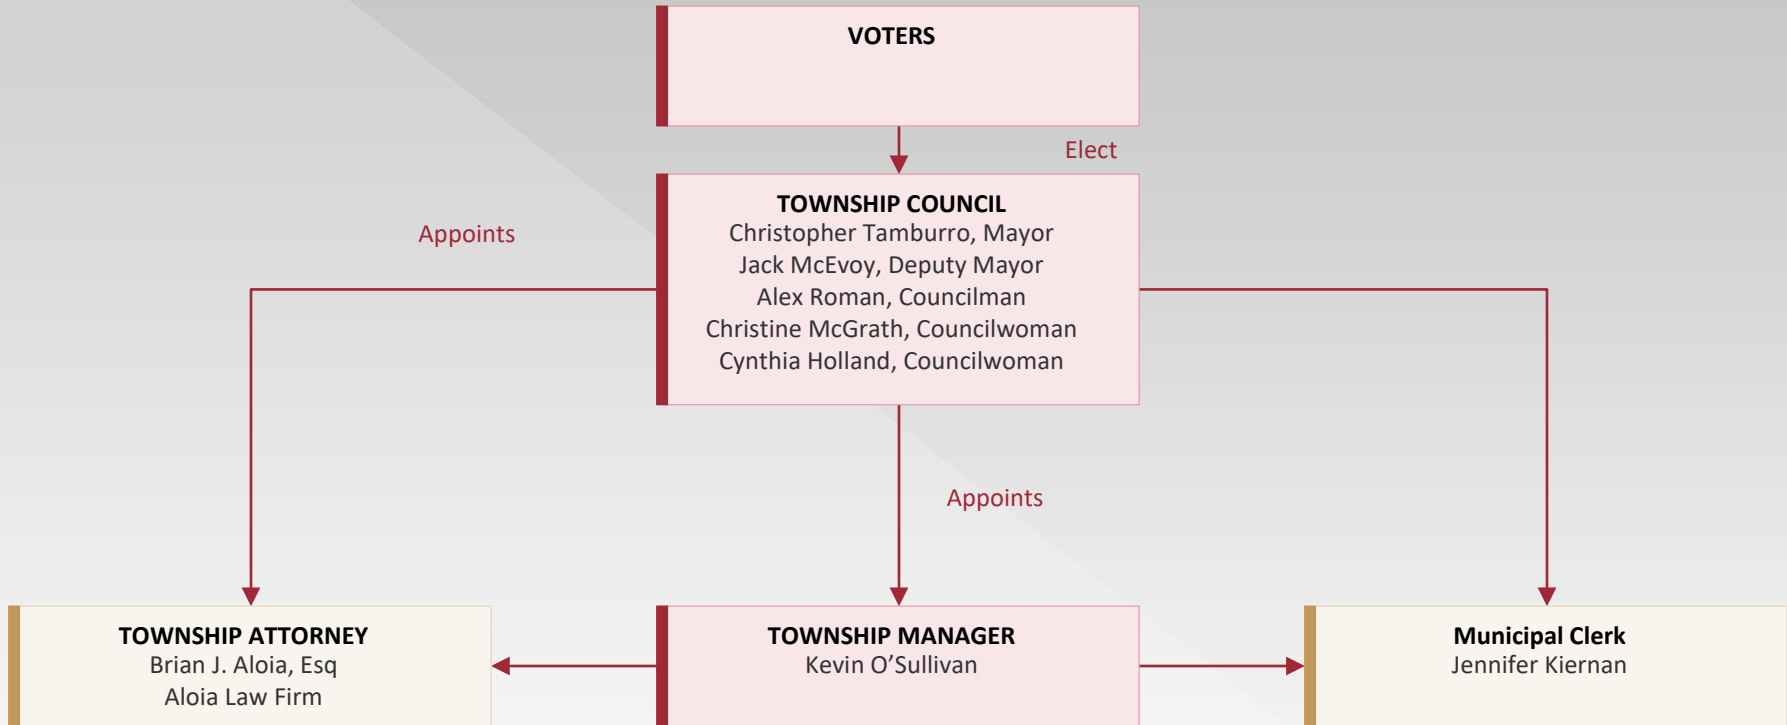 VOTERS
Elect
TOWNSHIP COUNCIL
Christopher Tamburro, Mayor
Jack McEvoy, Deputy Mayor
Alex Roman, Councilman
Christine McGrath, Councilwoman
Cynthia Holland, Councilwoman
Appoints
Appoints
TOWNSHIP ATTORNEY
Brian J. Aloia, Esq
Aloia Law Firm
TOWNSHIP MANAGER
Kevin O’Sullivan
Municipal Clerk
Jennifer Kiernan